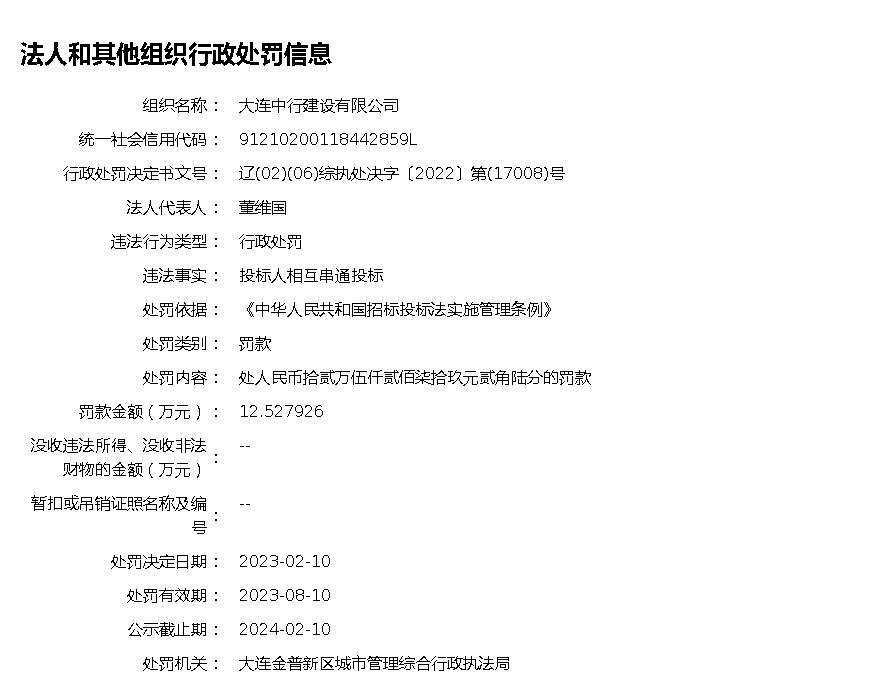 法人和其他组织行政处罚信息
组织名称： 大连中行建设有限公司
统一社会信用代码： 91210200118442859L
行政处罚决定书文号： 辽(02)(06)综执处决字〔2022〕第(17008)号
法人代表人： 董维国
违法行为类型： 行政处罚
违法事实： 投标人相互串通投标
处罚依据： 《中华人民共和国招标投标法实施管理条例》
处罚类别： 罚款
处罚内容： 处人民币拾贰万伍仟贰佰柒拾玖元贰角陆分的罚款
罚款金额（万元）： 12.527926
没收违法所得、没收非法
财物的金额（万元）： --
暂扣或吊销证照名称及编
号： --
处罚决定日期： 2023-02-10
处罚有效期： 2023-08-10
公示截止期： 2024-02-10
处罚机关： 大连金普新区城市管理综合行政执法局